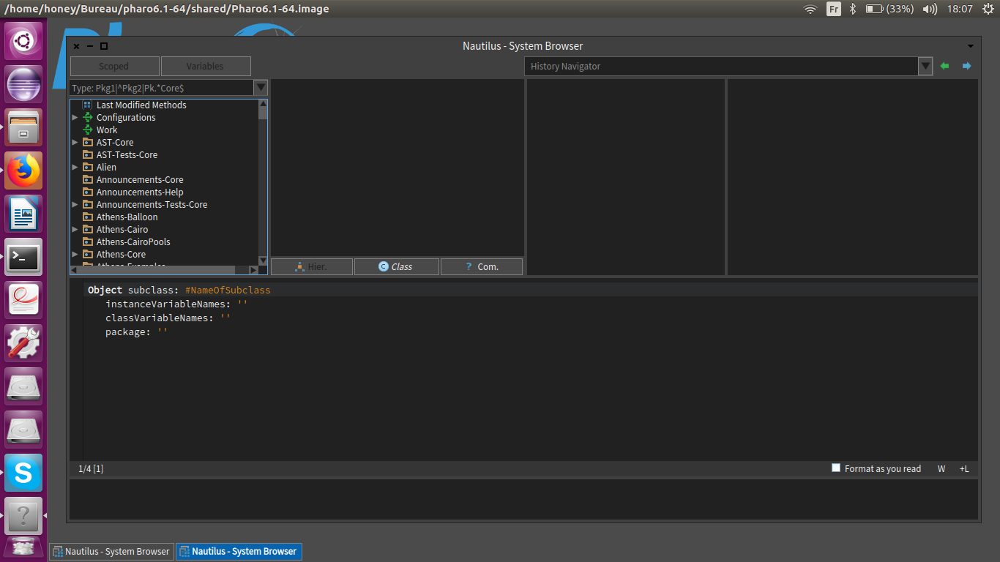 /home/honey/Bureau/pharo6.1-64/shared/Pharo6.1-64.image
Fr
(33%)
18:07
Nautilus - System Browser
Scoped
Variables
History Navigator
Type: Pkg1|^Pkg2|Pk.*Core$
Last Modified Methods
Configurations
Work
AST-Core
AST-Tests-Core
Alien
Announcements-Core
Announcements-Help
Announcements-Tests-Core
Athens-Balloon
Athens-Cairo
Athens-CairoPools
Athens-Core
Athens-Examples
Hier.
C Class
? Com.
Object subclass: #NameOfSubclass
instanceVariableNames: ''
classVariableNames: ''
package: ''
1/4 [1]
Format as you read
W
+L
Nautilus - System Browser
Nautilus - System Browser